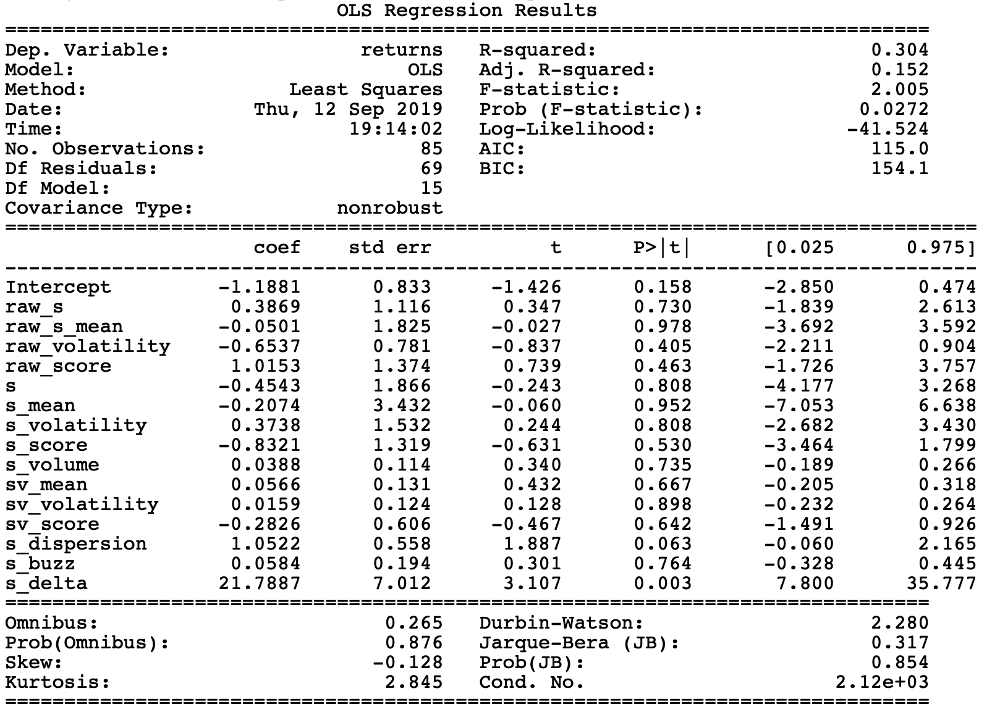 OLS Regression Results
==============================================================================
Dep. Variable:                returns   R-squared:                       0.304
Model:                            OLS   Adj. R-squared:                  0.152
Method:                 Least Squares   F-statistic:                     2.005
Date:                Thu, 12 Sep 2019   Prob (F-statistic):             0.0272
Time:                        19:14:02   Log-Likelihood:                -41.524
No. Observations:                  85   AIC:                             115.0
Df Residuals:                      69   BIC:                             154.1
Df Model:                          15
Covariance Type:            nonrobust
==================================================================================
                     coef    std err          t      P>|t|      [0.025      0.975]
----------------------------------------------------------------------------------
Intercept         -1.1881      0.833     -1.426      0.158      -2.850       0.474
raw_s              0.3869      1.116      0.347      0.730      -1.839       2.613
raw_s_mean        -0.0501      1.825     -0.027      0.978      -3.692       3.592
raw_volatility    -0.6537      0.781     -0.837      0.405      -2.211       0.904
raw_score          1.0153      1.374      0.739      0.463      -1.726       3.757
s                 -0.4543      1.866     -0.243      0.808      -4.177       3.268
s_mean            -0.2074      3.432     -0.060      0.952      -7.053       6.638
s_volatility       0.3738      1.532      0.244      0.808      -2.682       3.430
s_score           -0.8321      1.319     -0.631      0.530      -3.464       1.799
s_volume           0.0388      0.114      0.340      0.735      -0.189       0.266
sv_mean            0.0566      0.131      0.432      0.667      -0.205       0.318
sv_volatility      0.0159      0.124      0.128      0.898      -0.232       0.264
sv_score          -0.2826      0.606     -0.467      0.642      -1.491       0.926
s_dispersion       1.0522      0.558      1.887      0.063      -0.060       2.165
s_buzz             0.0584      0.194      0.301      0.764      -0.328       0.445
s_delta           21.7887      7.012      3.107      0.003       7.800      35.777
==============================================================================
Omnibus:                        0.265   Durbin-Watson:                   2.280
Prob(Omnibus):                  0.876   Jarque-Bera (JB):                0.317
Skew:                          -0.128   Prob(JB):                        0.854
Kurtosis:                       2.845   Cond. No.                     2.12e+03
==============================================================================